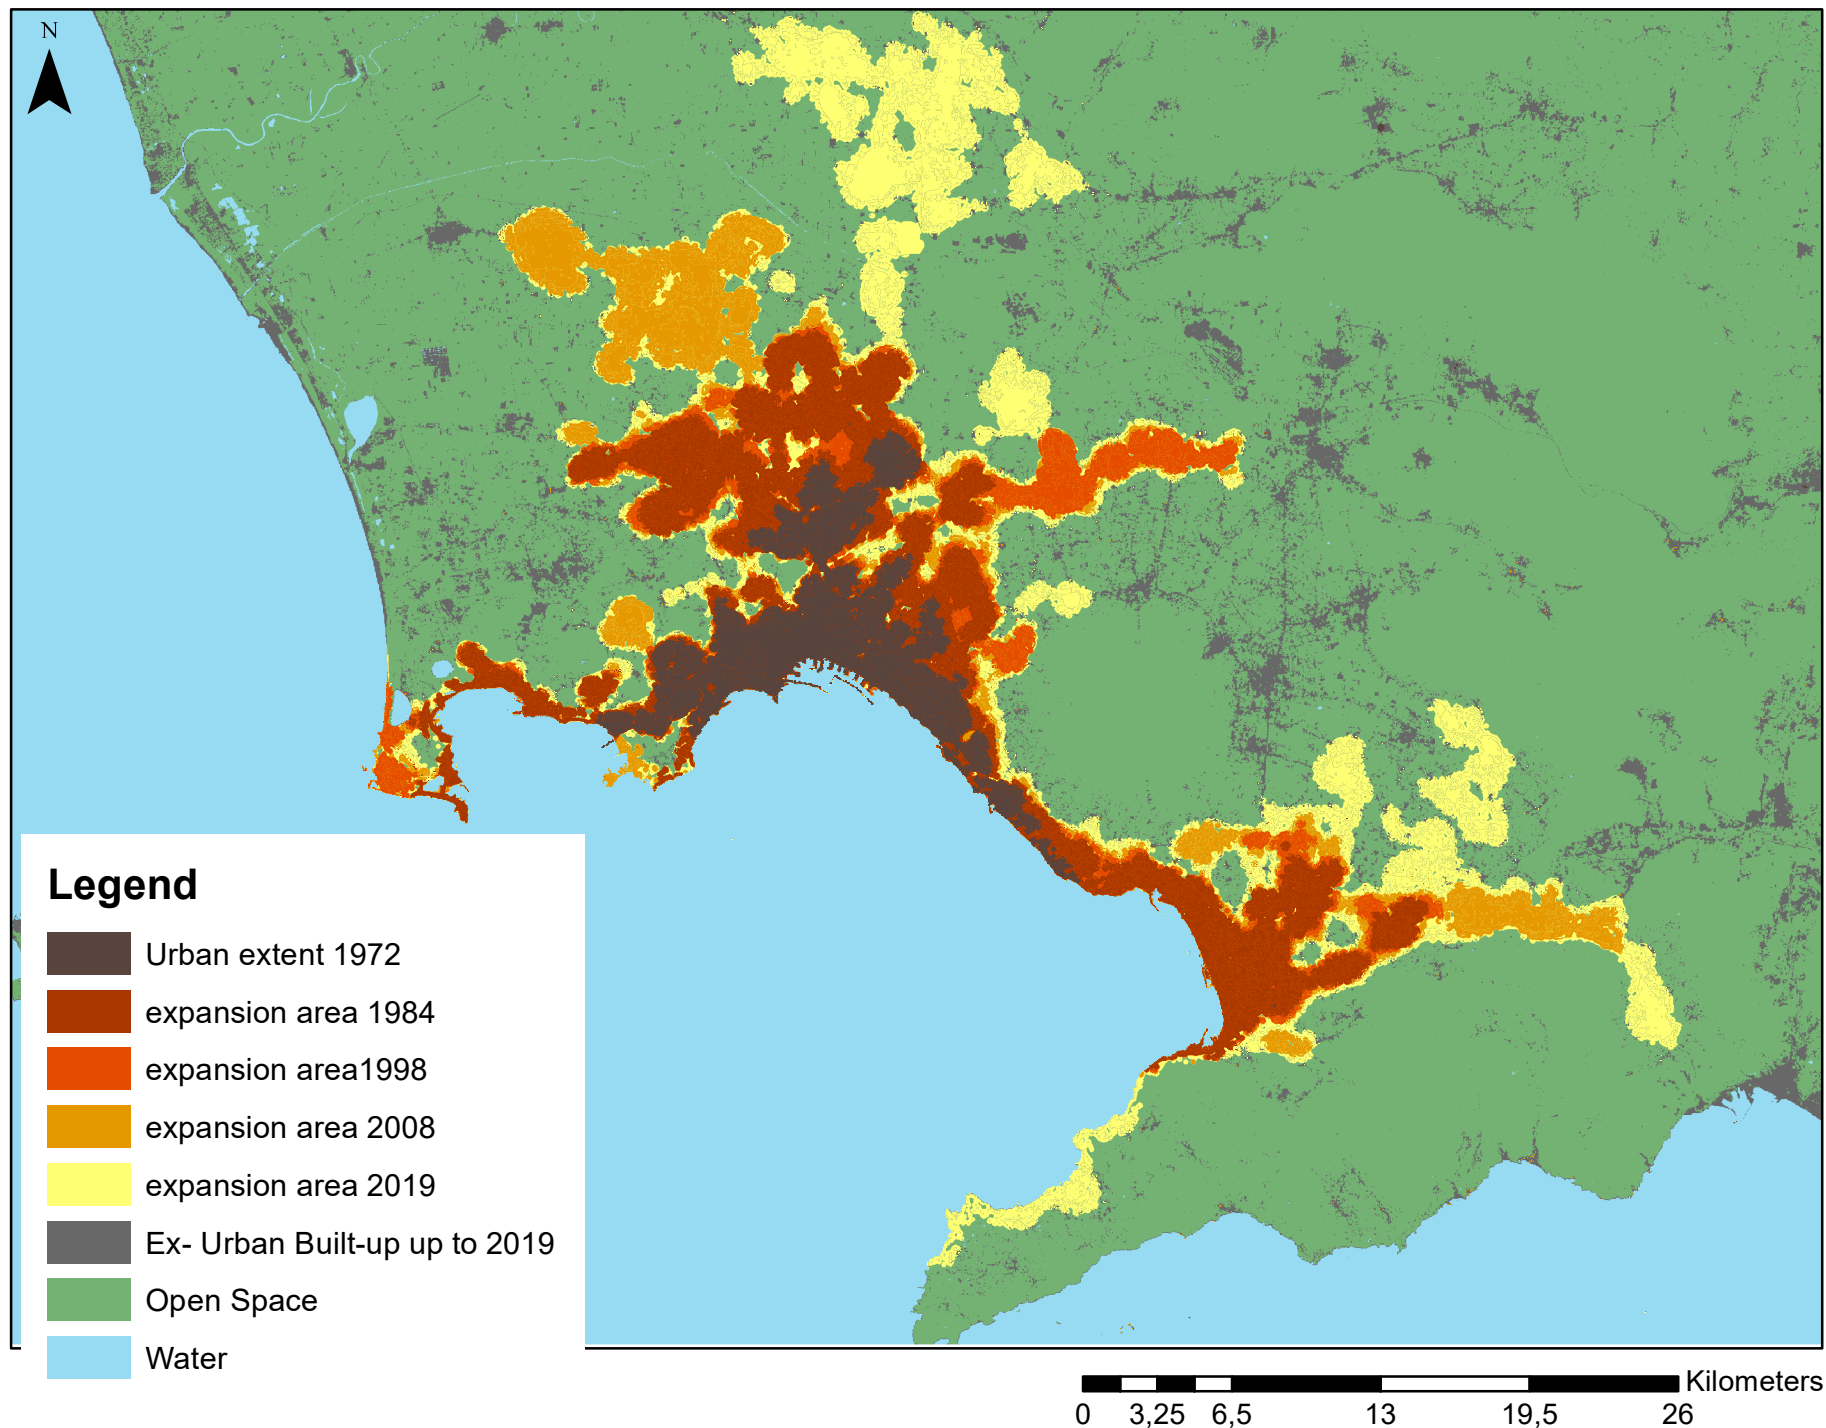 N
Legend
Urban extent 1972
expansion area 1984
expansion area1998
expansion area 2008
expansion area 2019
Ex- Urban Built-up up to 2019
Open Space
Water
Kilometers
0 3,25 6,5 13 19,5 26